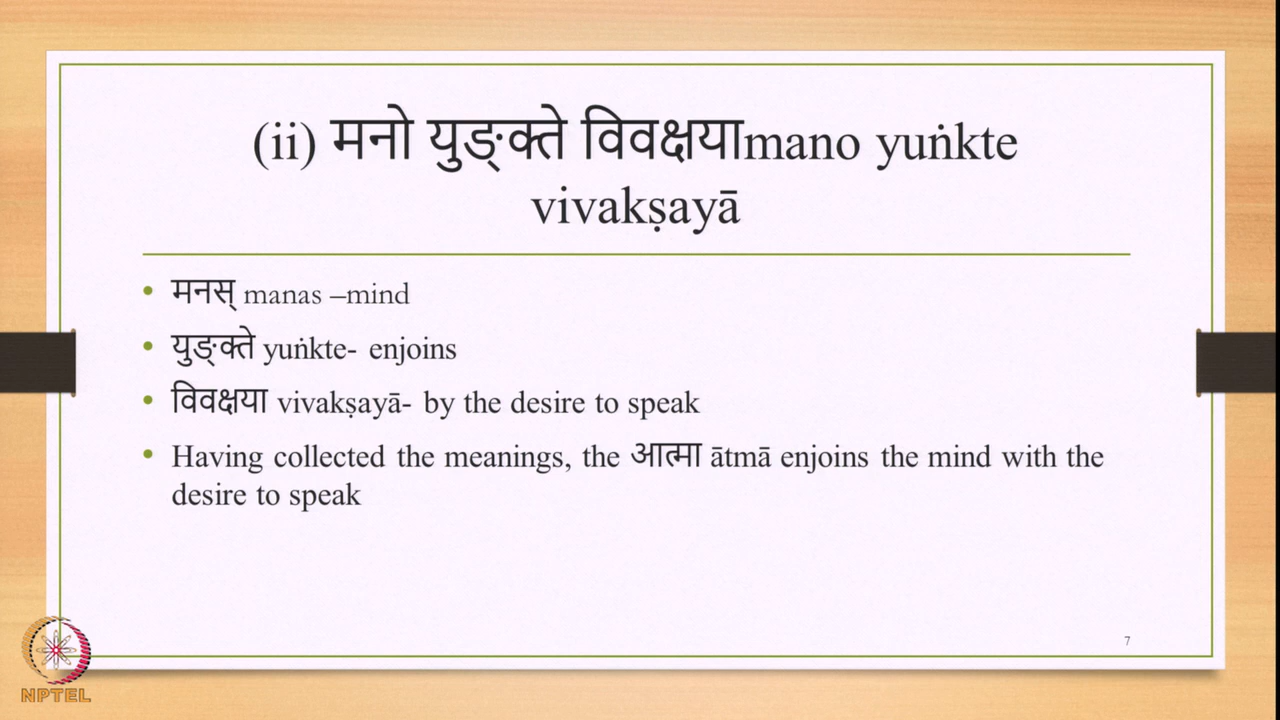 (ii) मनो युङ्क्ते विवक्षयाmano yuṅkte
vivakṣayā
• मनस् manas –mind
• युङ्क्ते yuṅkte- enjoins
• विवक्षया vivakṣayā- by the desire to speak
• Having collected the meanings, the आत्मा ātmā enjoins the mind with the
desire to speak
7
NPTEL